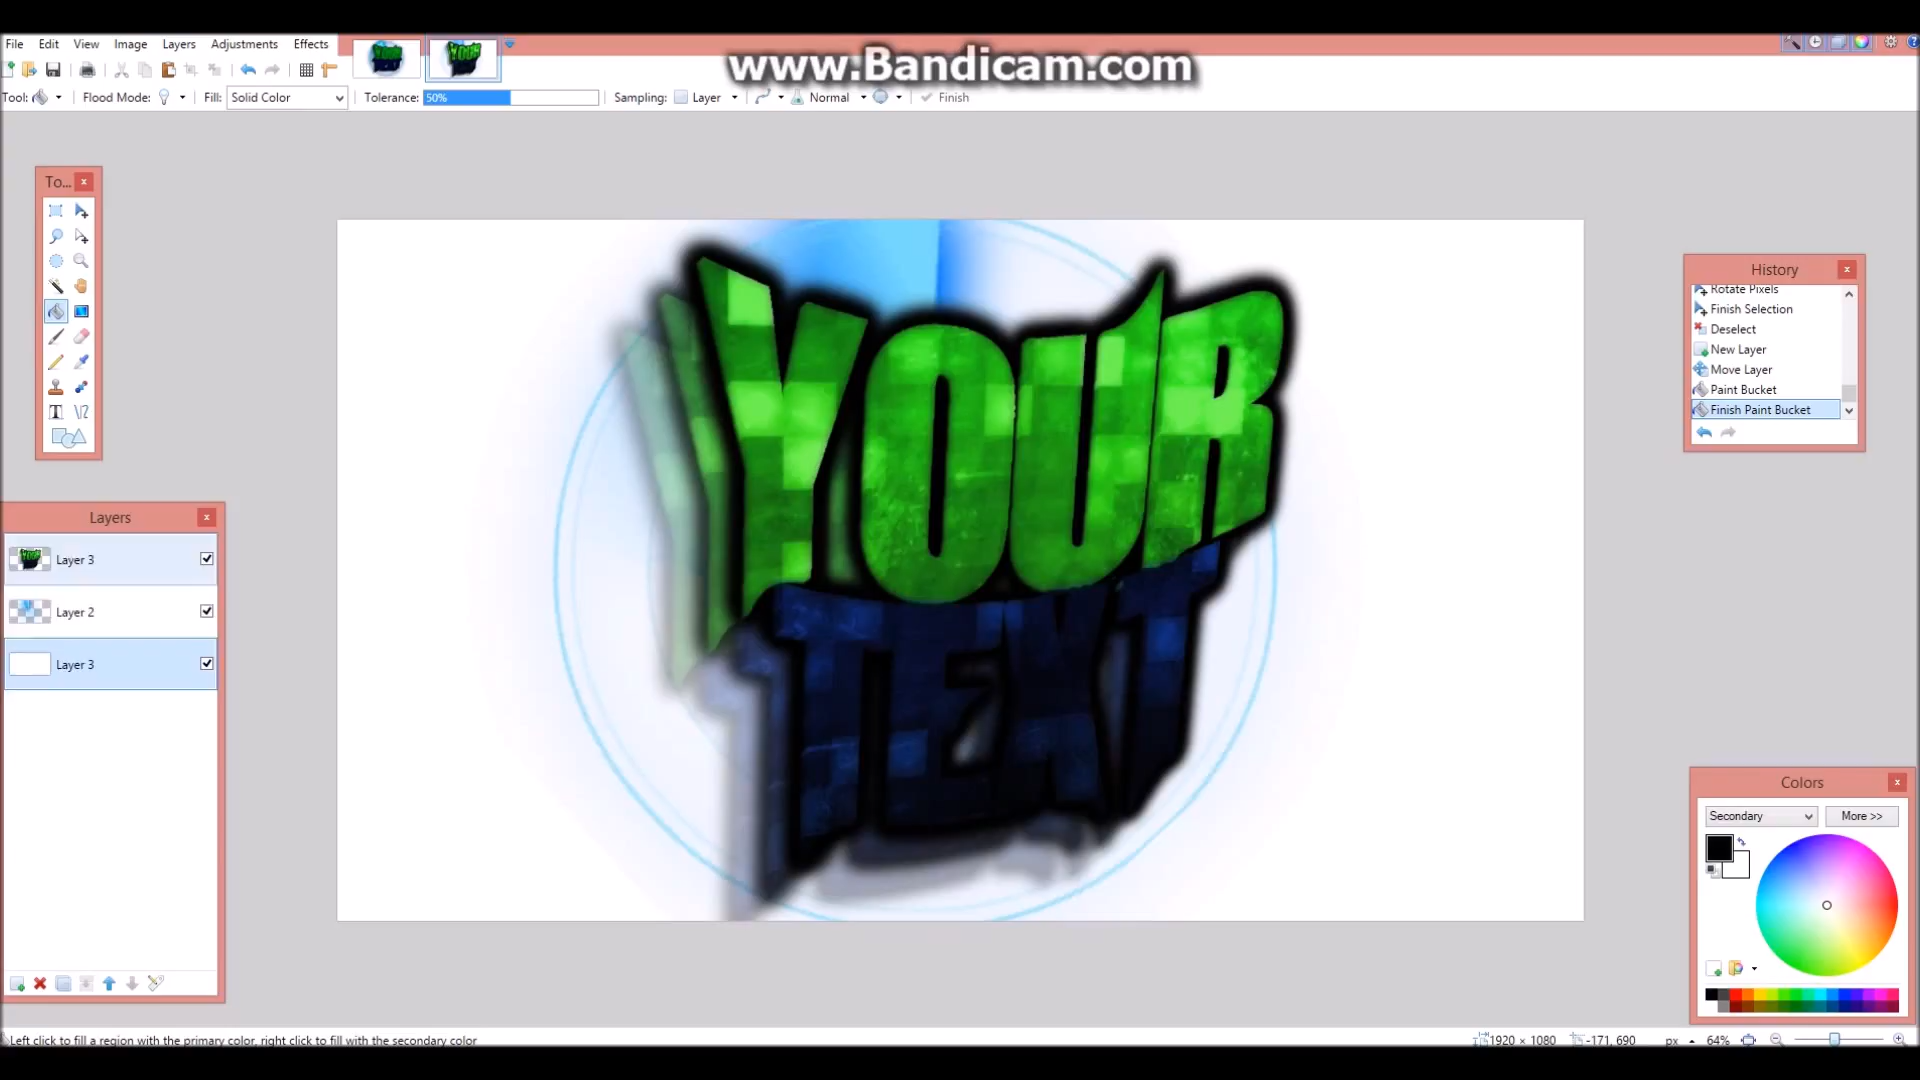 File Edit View Image Layers Adjustments Effects
www.Bandicam.com
Tool: Flood Mode: Fill: Solid Color Tolerance: 50% Sampling: Layer Normal Finish
To...
YOUR
TEXT
History
Rotate Pixels
Finish Selection
Deselect
New Layer
Move Layer
Paint Bucket
Finish Paint Bucket
Layers
Layer 3
Layer 2
Layer 3
Colors
Secondary More >>
Left click to fill a region with the primary color, right click to fill with the secondary color
1920 × 1080 -171, 690 px 64%